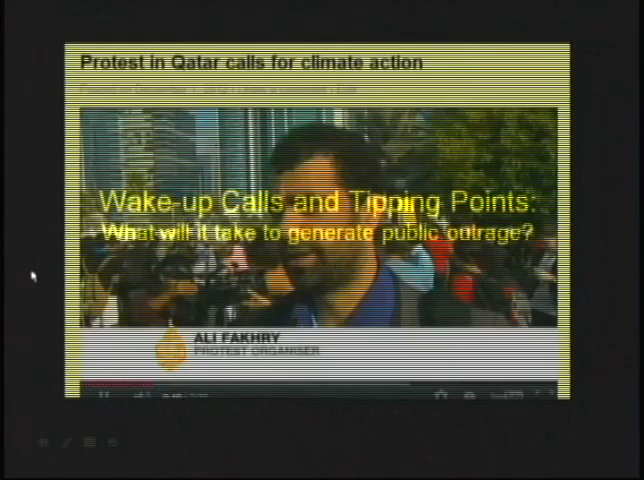 Protest in Qatar calls for climate action
Wake-up Calls and Tipping Points:
What will it take to generate public outrage?
ALI FAKHRY
PROTEST ORGANISER